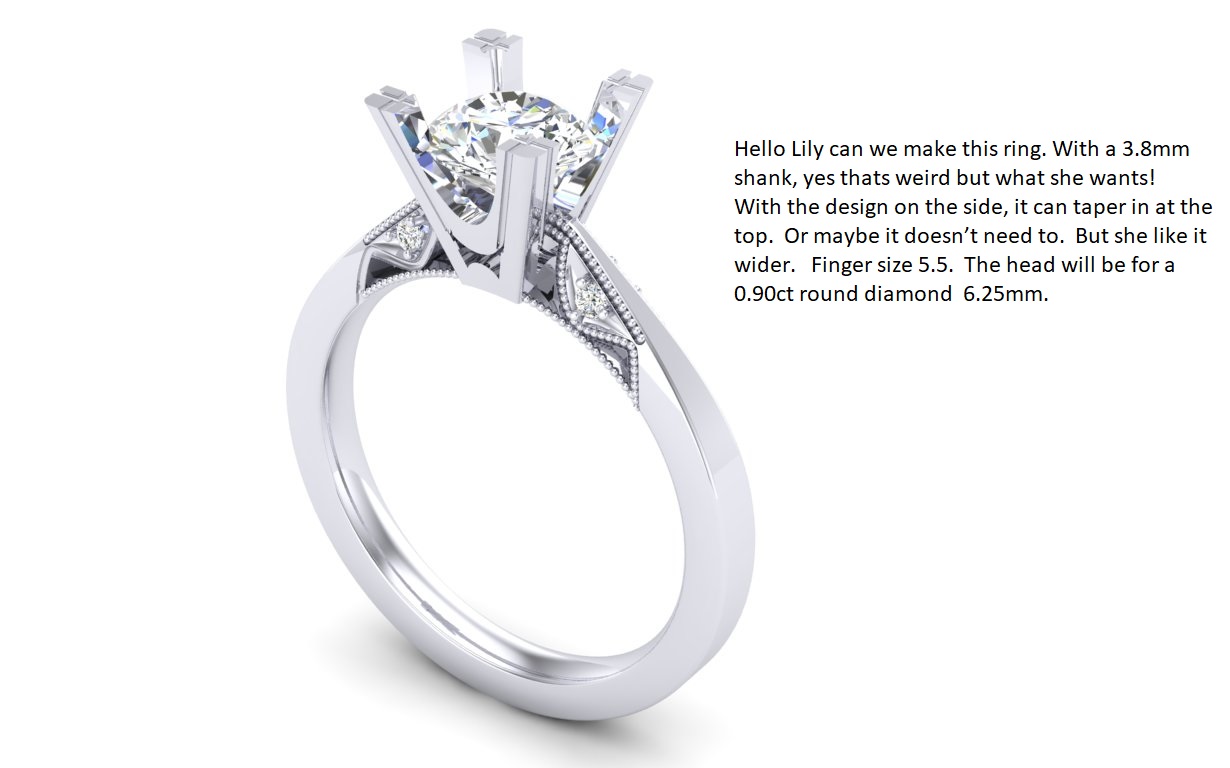 Hello Lily can we make this ring. With a 3.8mm
shank, yes thats weird but what she wants!
With the design on the side, it can taper in at the
top.  Or maybe it doesn’t need to.  But she like it
wider.   Finger size 5.5.  The head will be for a
0.90ct round diamond  6.25mm.